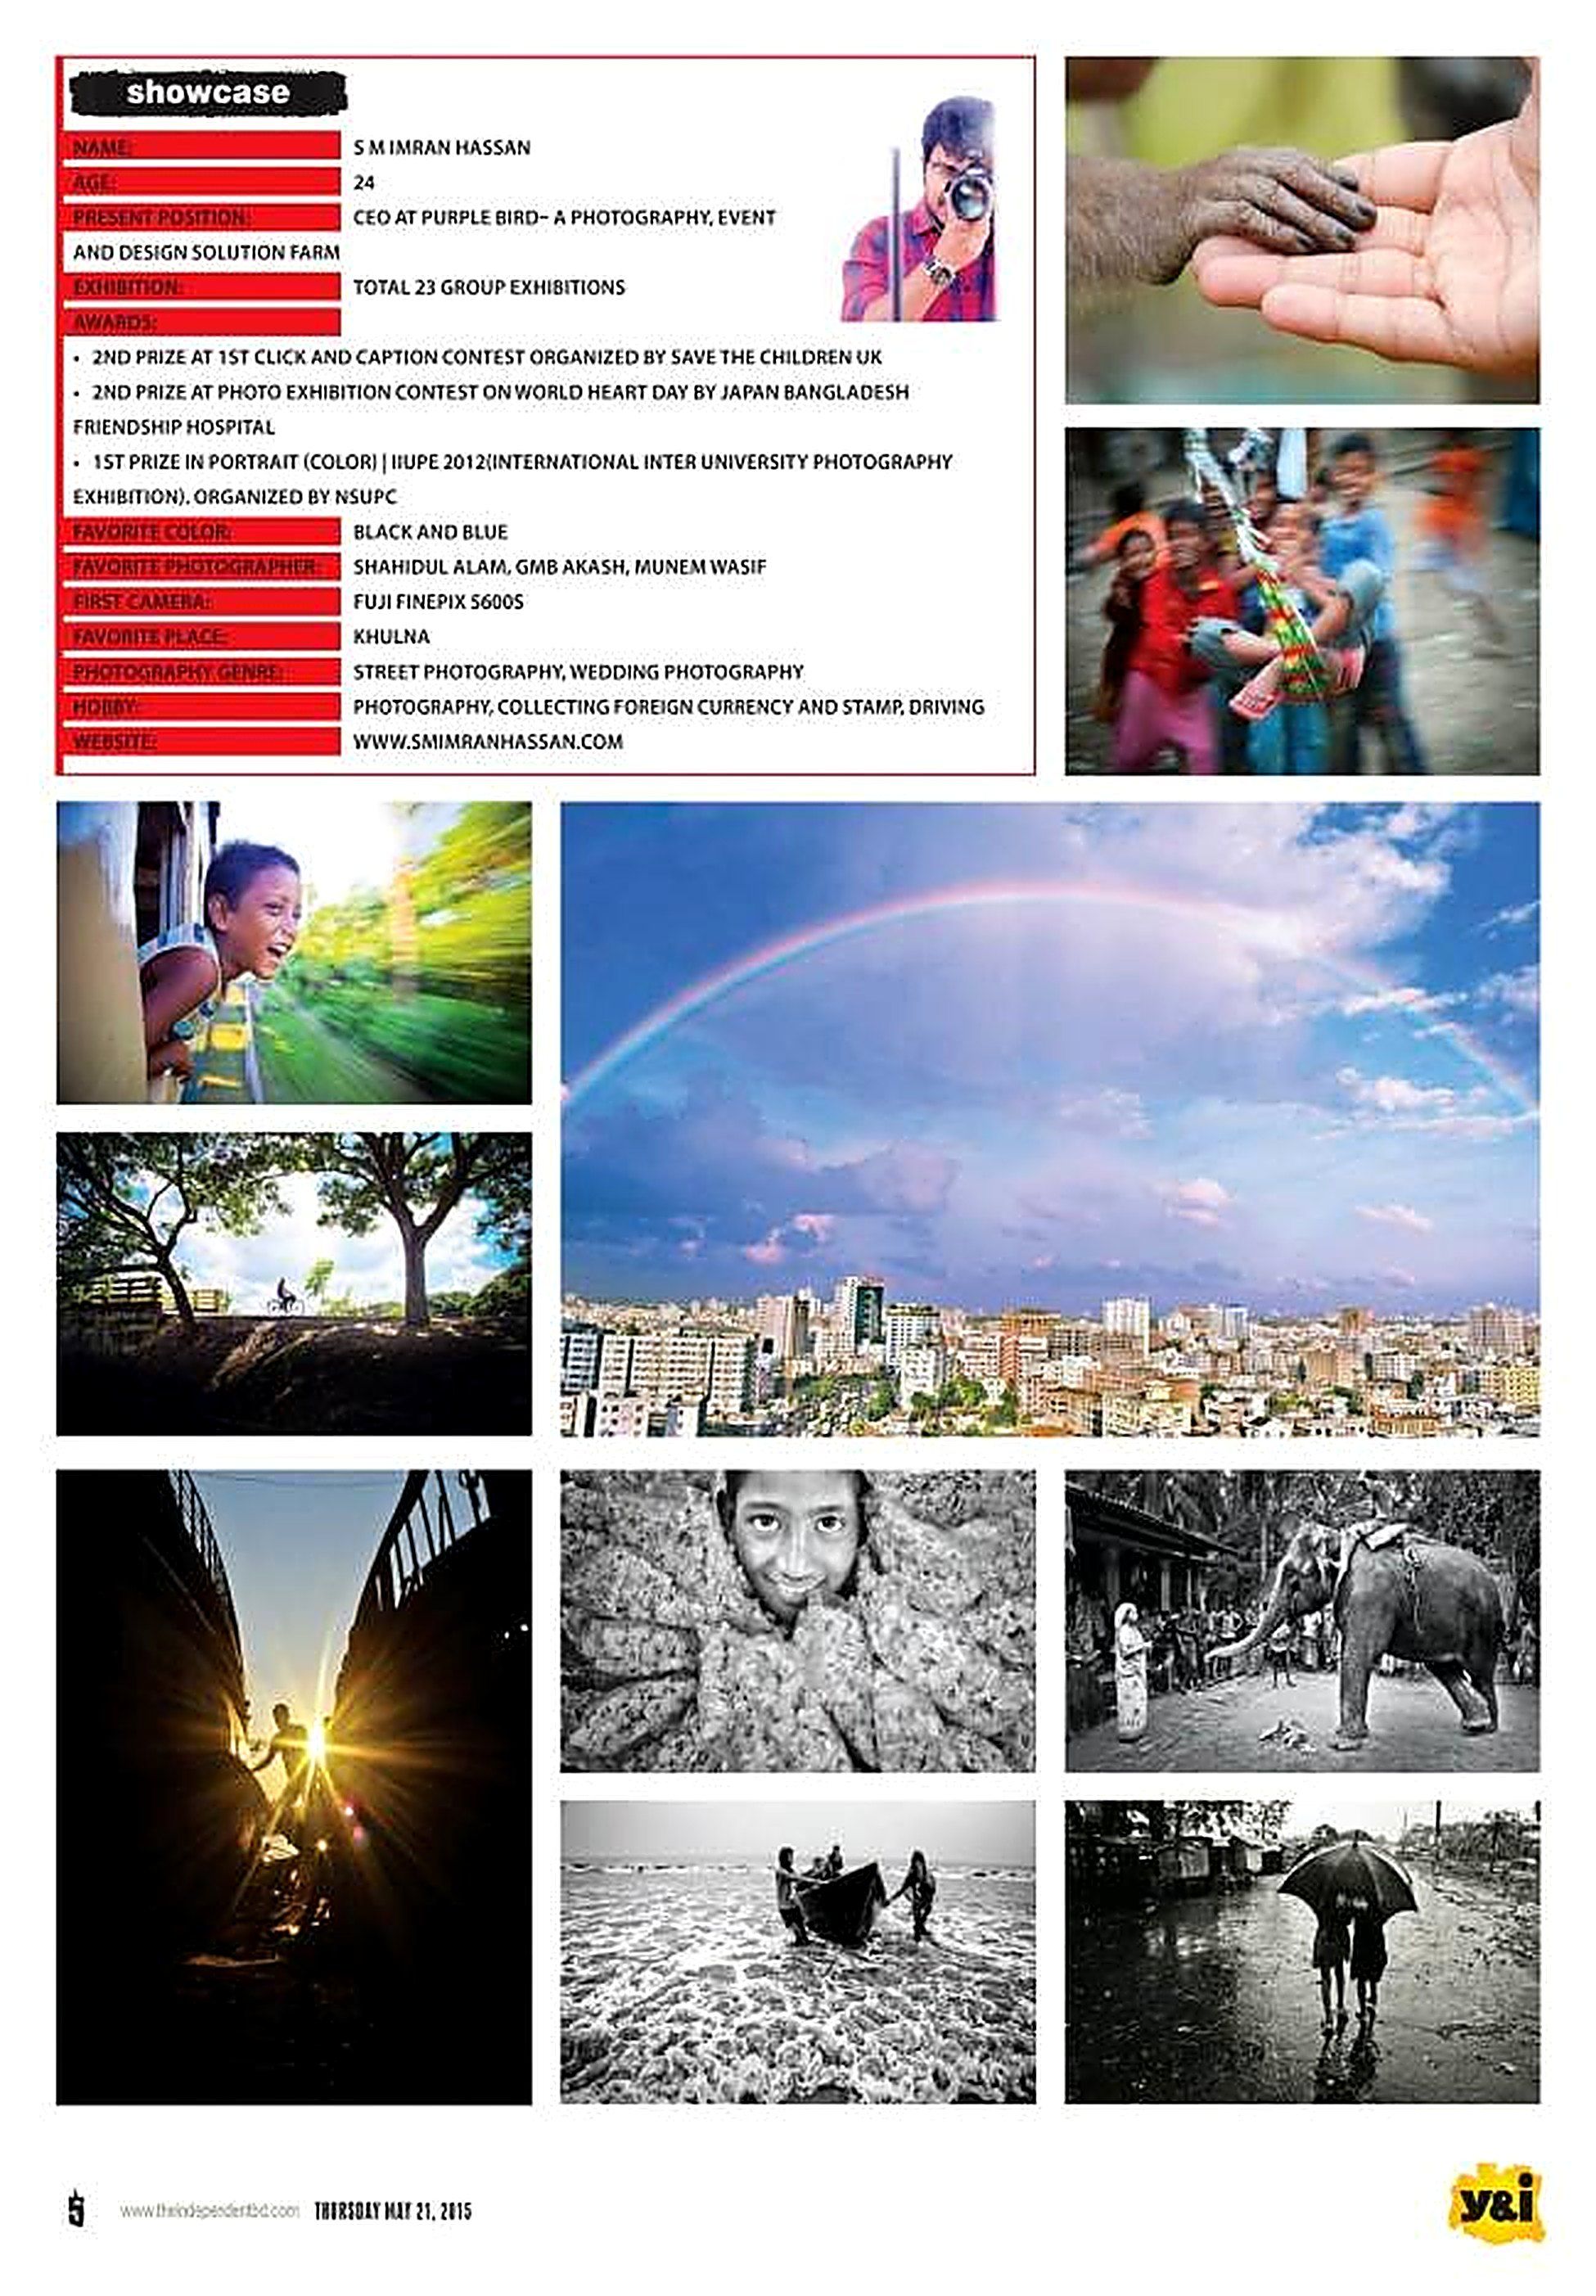 showcase
NAME: S M IMRAN HASSAN
AGE: 24
PRESENT POSITION: CEO AT PURPLE BIRD– A PHOTOGRAPHY, EVENT
AND DESIGN SOLUTION FARM
EXHIBITION: TOTAL 23 GROUP EXHIBITIONS
AWARDS:
• 2ND PRIZE AT 1ST CLICK AND CAPTION CONTEST ORGANIZED BY SAVE THE CHILDREN UK
• 2ND PRIZE AT PHOTO EXHIBITION CONTEST ON WORLD HEART DAY BY JAPAN BANGLADESH
FRIENDSHIP HOSPITAL
• 1ST PRIZE IN PORTRAIT (COLOR) | IIUPE 2012(INTERNATIONAL INTER UNIVERSITY PHOTOGRAPHY
EXHIBITION). ORGANIZED BY NSUPC
FAVORITE COLOR: BLACK AND BLUE
FAVORITE PHOTOGRAPHER: SHAHIDUL ALAM, GMB AKASH, MUNEM WASIF
FIRST CAMERA: FUJI FINEPIX 5600S
FAVORITE PLACE: KHULNA
PHOTOGRAPHY GENRE: STREET PHOTOGRAPHY, WEDDING PHOTOGRAPHY
HOBBY: PHOTOGRAPHY, COLLECTING FOREIGN CURRENCY AND STAMP, DRIVING
WEBSITE: WWW.SMIMRANHASSAN.COM
5 www.theindependentbd.com THURSDAY MAY 21, 2015
y&i